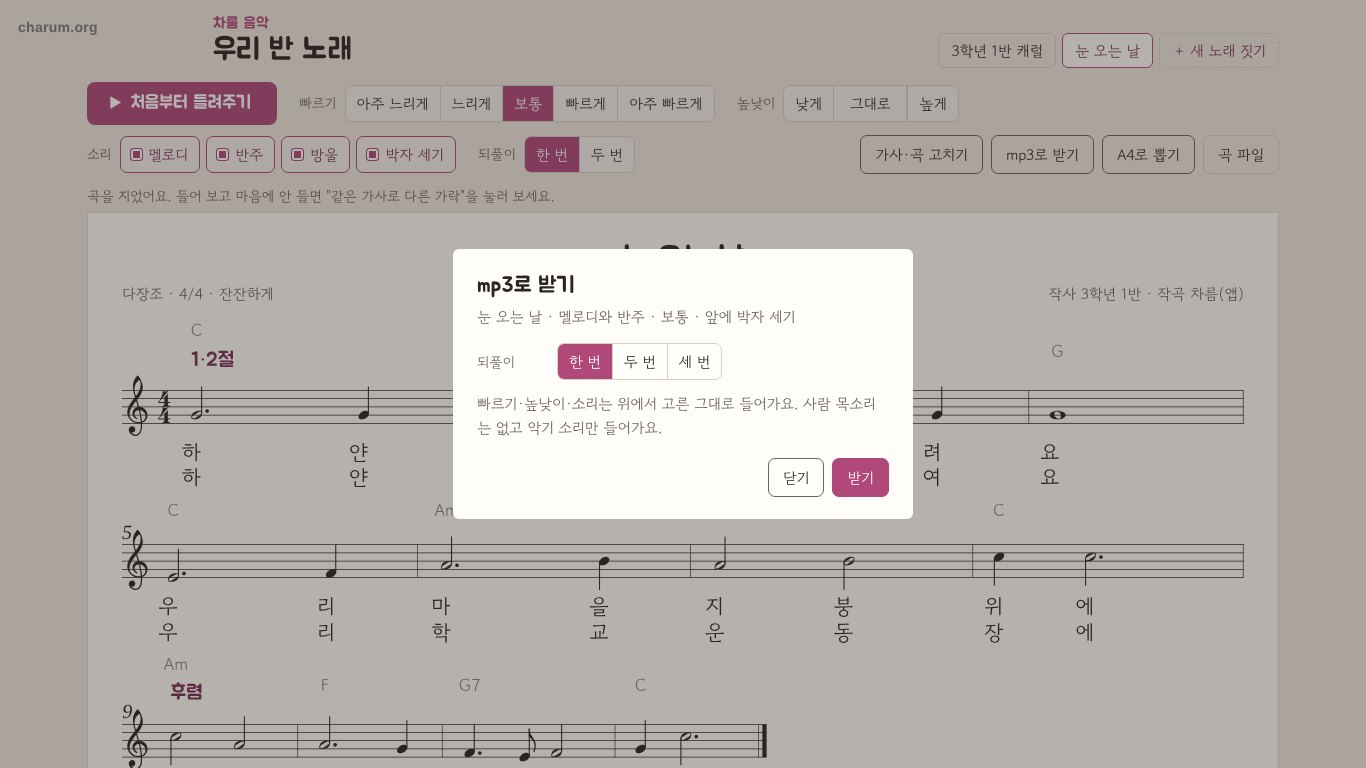 charum.org
차름 음악
우리 반 노래
3학년 1반 캐럴
눈 오는 날
+ 새 노래 짓기
▶ 처음부터 들려주기
빠르기 아주 느리게 느리게 보통 빠르게 아주 빠르게
높낮이 낮게 그대로 높게
소리 멜로디 반주 방울 박자 세기
되풀이 한 번 두 번
가사·곡 고치기 mp3로 받기 A4로 뽑기 곡 파일
곡을 지었어요. 들어 보고 마음에 안 들면 "같은 가사로 다른 가락"을 눌러 보세요.
다장조 · 4/4 · 잔잔하게
작사 3학년 1반 · 작곡 차름(앱)
mp3로 받기
눈 오는 날 · 멜로디와 반주 · 보통 · 앞에 박자 세기
되풀이 한 번 두 번 세 번
빠르기·높낮이·소리는 위에서 고른 그대로 들어가요. 사람 목소리
는 없고 악기 소리만 들어가요.
닫기 받기
C G
1·2절
4
4
하 얀 려 요
하 얀 여 요
C Am C
5
우 리 마 을 지 붕 위 에
우 리 학 교 운 동 장 에
Am F G7 C
후렴
9